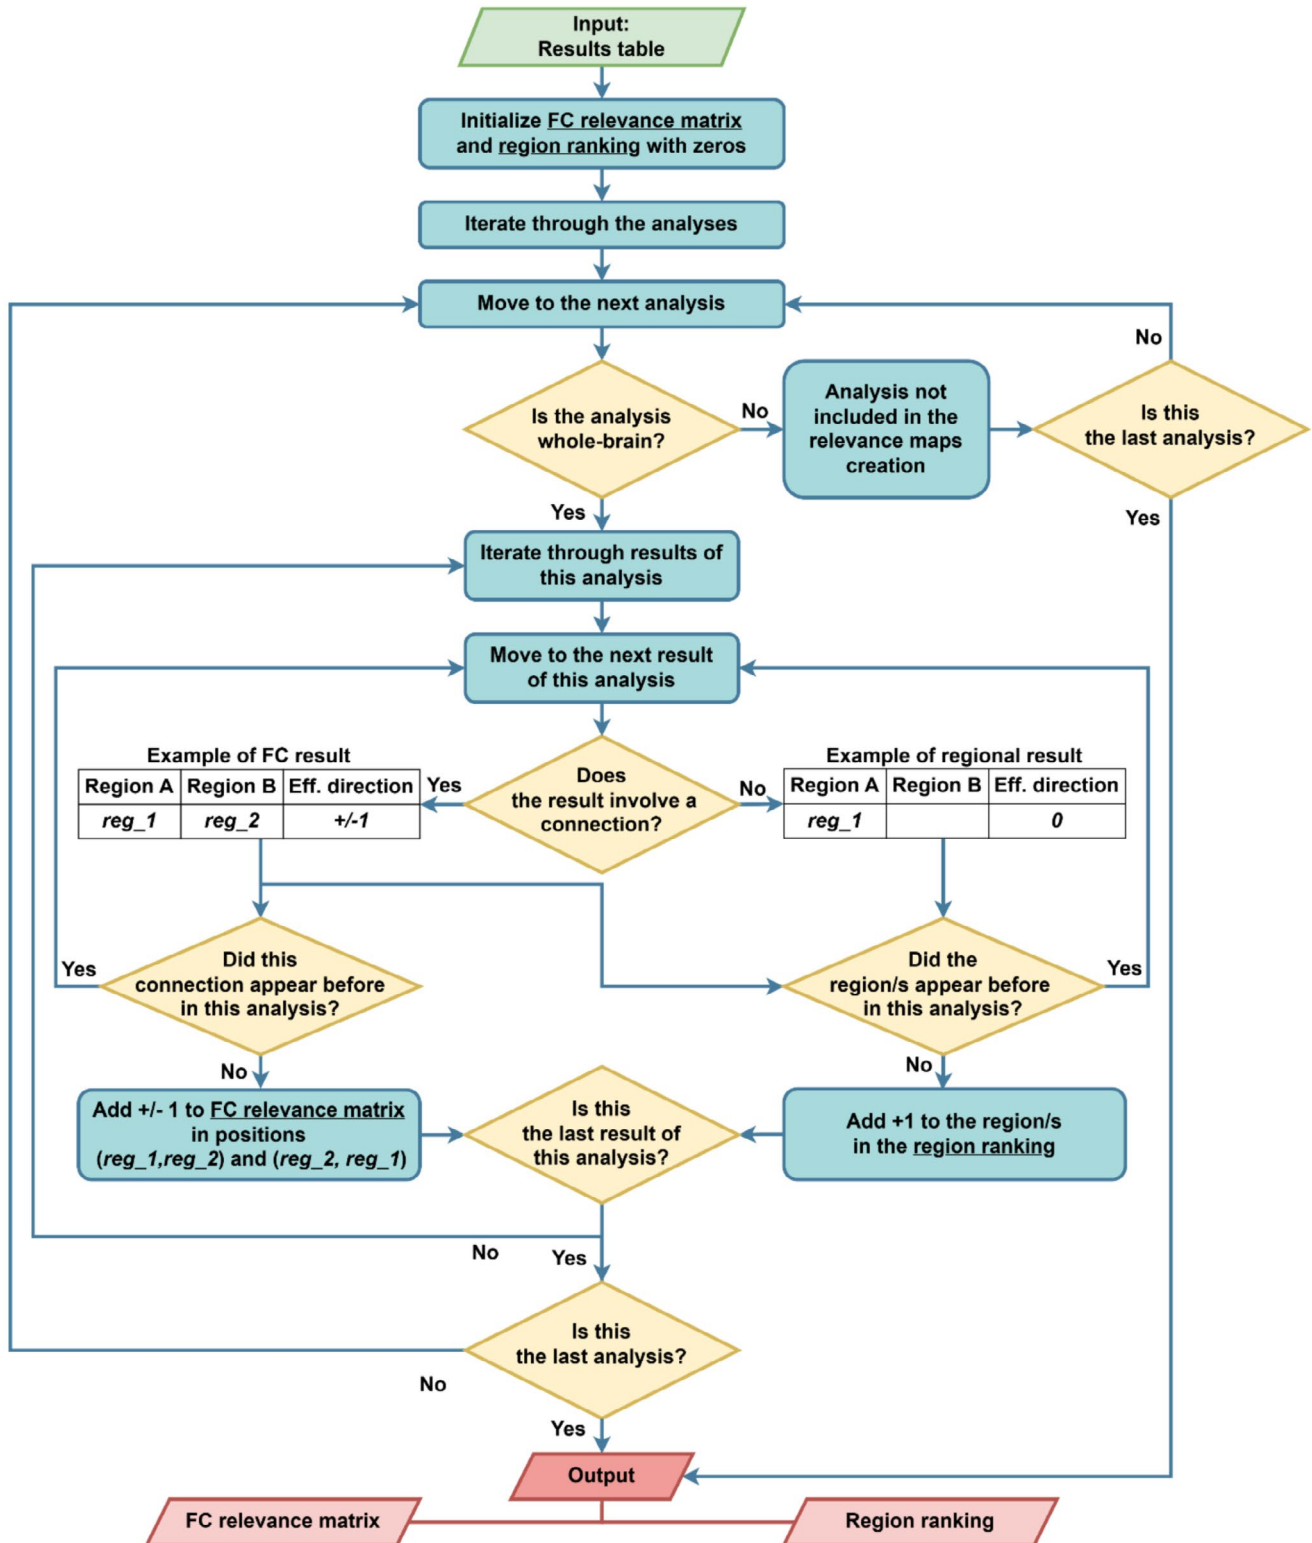 Input:
Results table
Initialize FC relevance matrix
and region ranking with zeros
Iterate through the analyses
Move to the next analysis
No
Is the analysis
whole-brain?
No
Analysis not
included in the
relevance maps
creation
Is this
the last analysis?
Yes
Yes
Iterate through results of
this analysis
Move to the next result
of this analysis
Example of FC result
Region A Region B Eff. direction
reg_1 reg_2 +/-1
Yes
Does
the result involve a
connection?
No
Example of regional result
Region A Region B Eff. direction
reg_1 0
Yes
Did this
connection appear before
in this analysis?
Did the
region/s appear before
in this analysis?
Yes
No
No
Add +/- 1 to FC relevance matrix
in positions
(reg_1,reg_2) and (reg_2, reg_1)
Is this
the last result of
this analysis?
Add +1 to the region/s
in the region ranking
No
Yes
Is this
the last analysis?
No
Yes
Output
FC relevance matrix
Region ranking